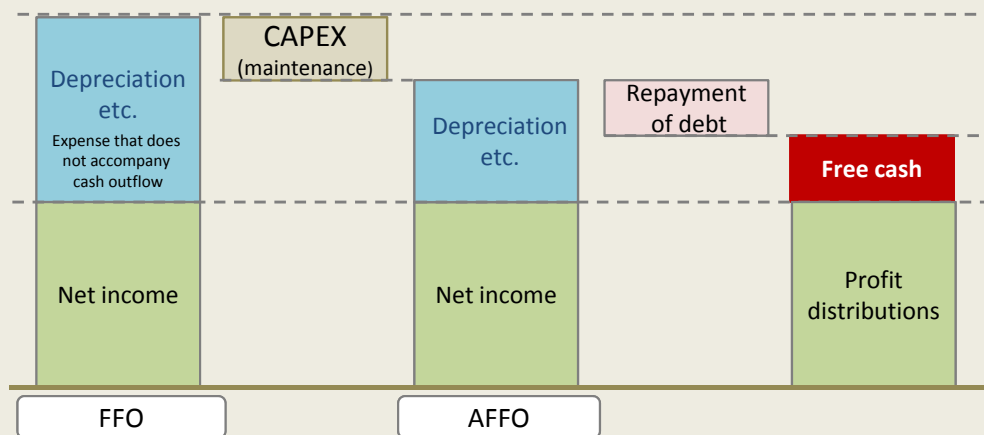 Depreciation
etc.
Expense that does
not accompany
cash outflow
Net income
FFO
CAPEX
(maintenance)
Depreciation
etc.
Net income
AFFO
Repayment
of debt
Free cash
Profit
distributions